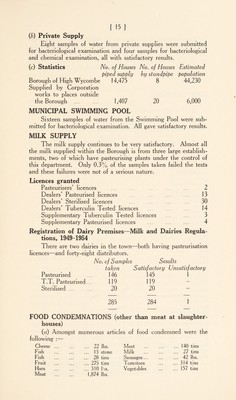 [ 15 ]
(i) Private Supply
Eight samples of water from private supplies were submitted
for bacteriological examination and four samples for bacteriological
and chemical examination, all with satisfactory results.
(c) Statistics No. of Houses No. of Houses Estimated
piped supply by standpipe population
Borough of High Wycombe 14,475 8 44,230
Supplied by Corporation
works to places outside
the Borough 1,407 20 6,000
MUNICIPAL SWIMMING POOL
Sixteen samples of water from the Swimming Pool were sub-
mitted for bacteriological examination. All gave satisfactory results.
MILK SUPPLY
The milk supply continues to be very satisfactory. Almost all
the milk supplied within the Borough is from three large establish-
ments, two of which have pasteurising plants under the control of
this department. Only 0.3% of the samples taken failed the tests
and these failures were not of a serious nature.
Licences granted
Pasteurisers' licences 2
Dealers' Pasteurised licences 13
Dealers' Sterilised licences 30
Dealers' Tuberculin Tested licences 14
Supplementary Tuberculin Tested licences 3
Supplementary Pasteurised licences 4
Registration of Dairy Premises—Milk and Dairies Regula-
tions, 1949-1954
There are two dairies in the town—both having pasteurisation
licences—and forty-eight distributors.
No. of Samples Results
taken Satisfactory Unsatisfactory
Pasteurised 146 145 1
T.T. Pasteurised 119 119 -
Sterilised 20 20 -
285 284 1
FOOD CONDEMNATIONS (other than meat at slaughter-
houses)
(a) Amongst numerous articles of food condemned were the
following :—
Cheese 22 lbs. Meat 140 tins
Fish 13 stone Milk 27 tins
Fish 28 tins Sausages 42 lbs.
Fruit 275 tins Tomatoes 314 tins
Ham 310 lbs. Vegetables 157 tins
Meat 1,874 lbs.